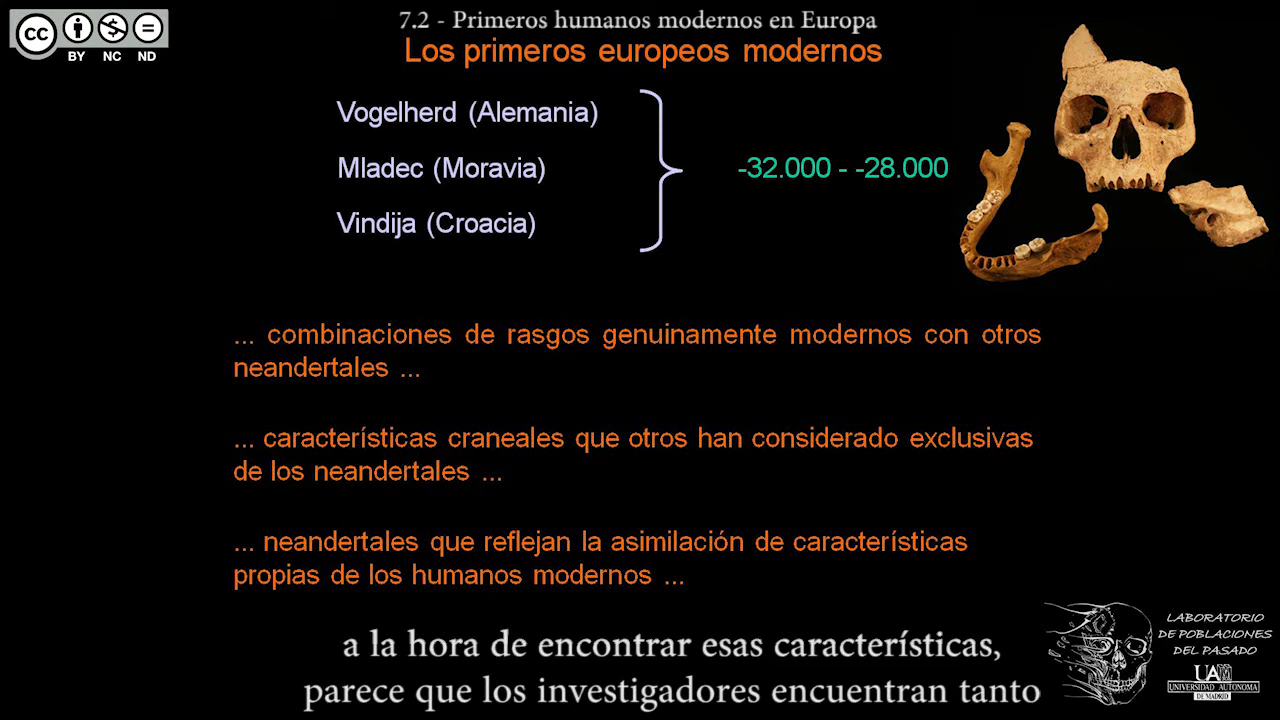 cc
BY NC ND
7.2 - Primeros humanos modernos en Europa
Los primeros europeos modernos
Vogelherd (Alemania)
Mladec (Moravia)
Vindija (Croacia)
-32.000 - -28.000
... combinaciones de rasgos genuinamente modernos con otros
neandertales ...
... características craneales que otros han considerado exclusivas
de los neandertales ...
... neandertales que reflejan la asimilación de características
propias de los humanos modernos ...
a la hora de encontrar esas características,
parece que los investigadores encuentran tanto
LABORATORIO
DE POBLACIONES
DEL PASADO
UAM
UNIVERSIDAD AUTONOMA
DE MADRID